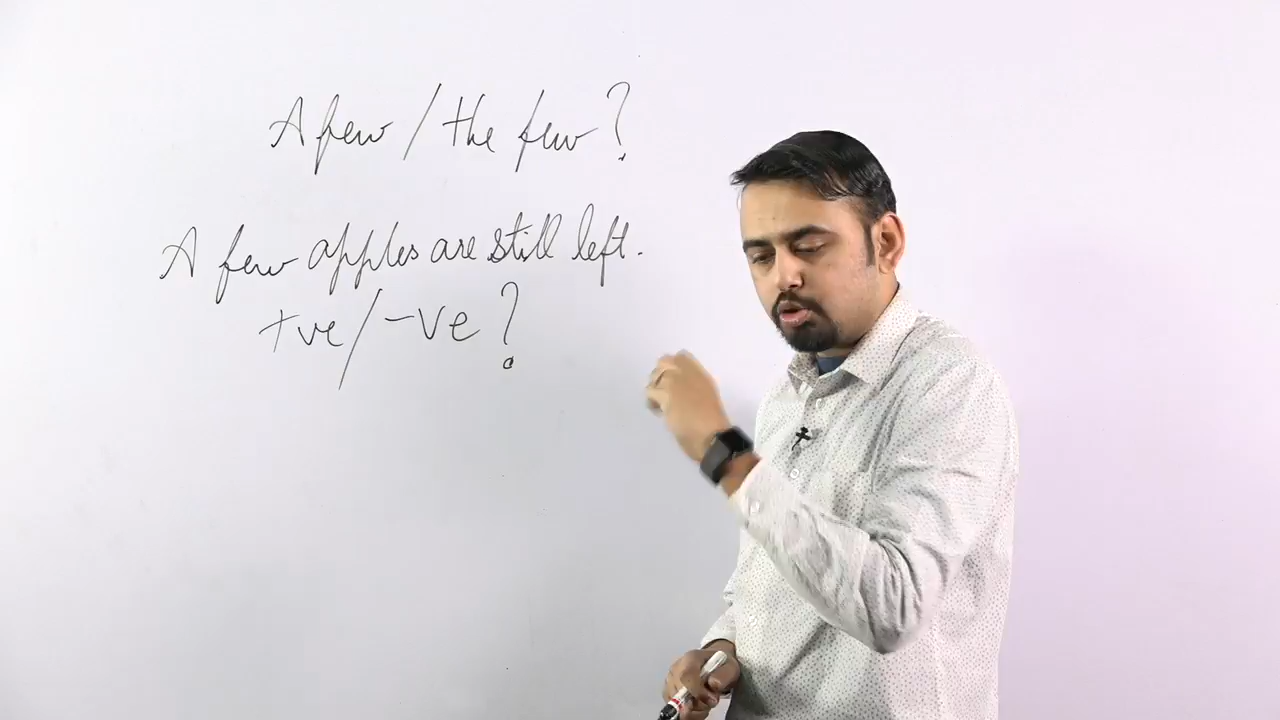 A few / the few ?
A few apples are still left.
+ve / -ve ?